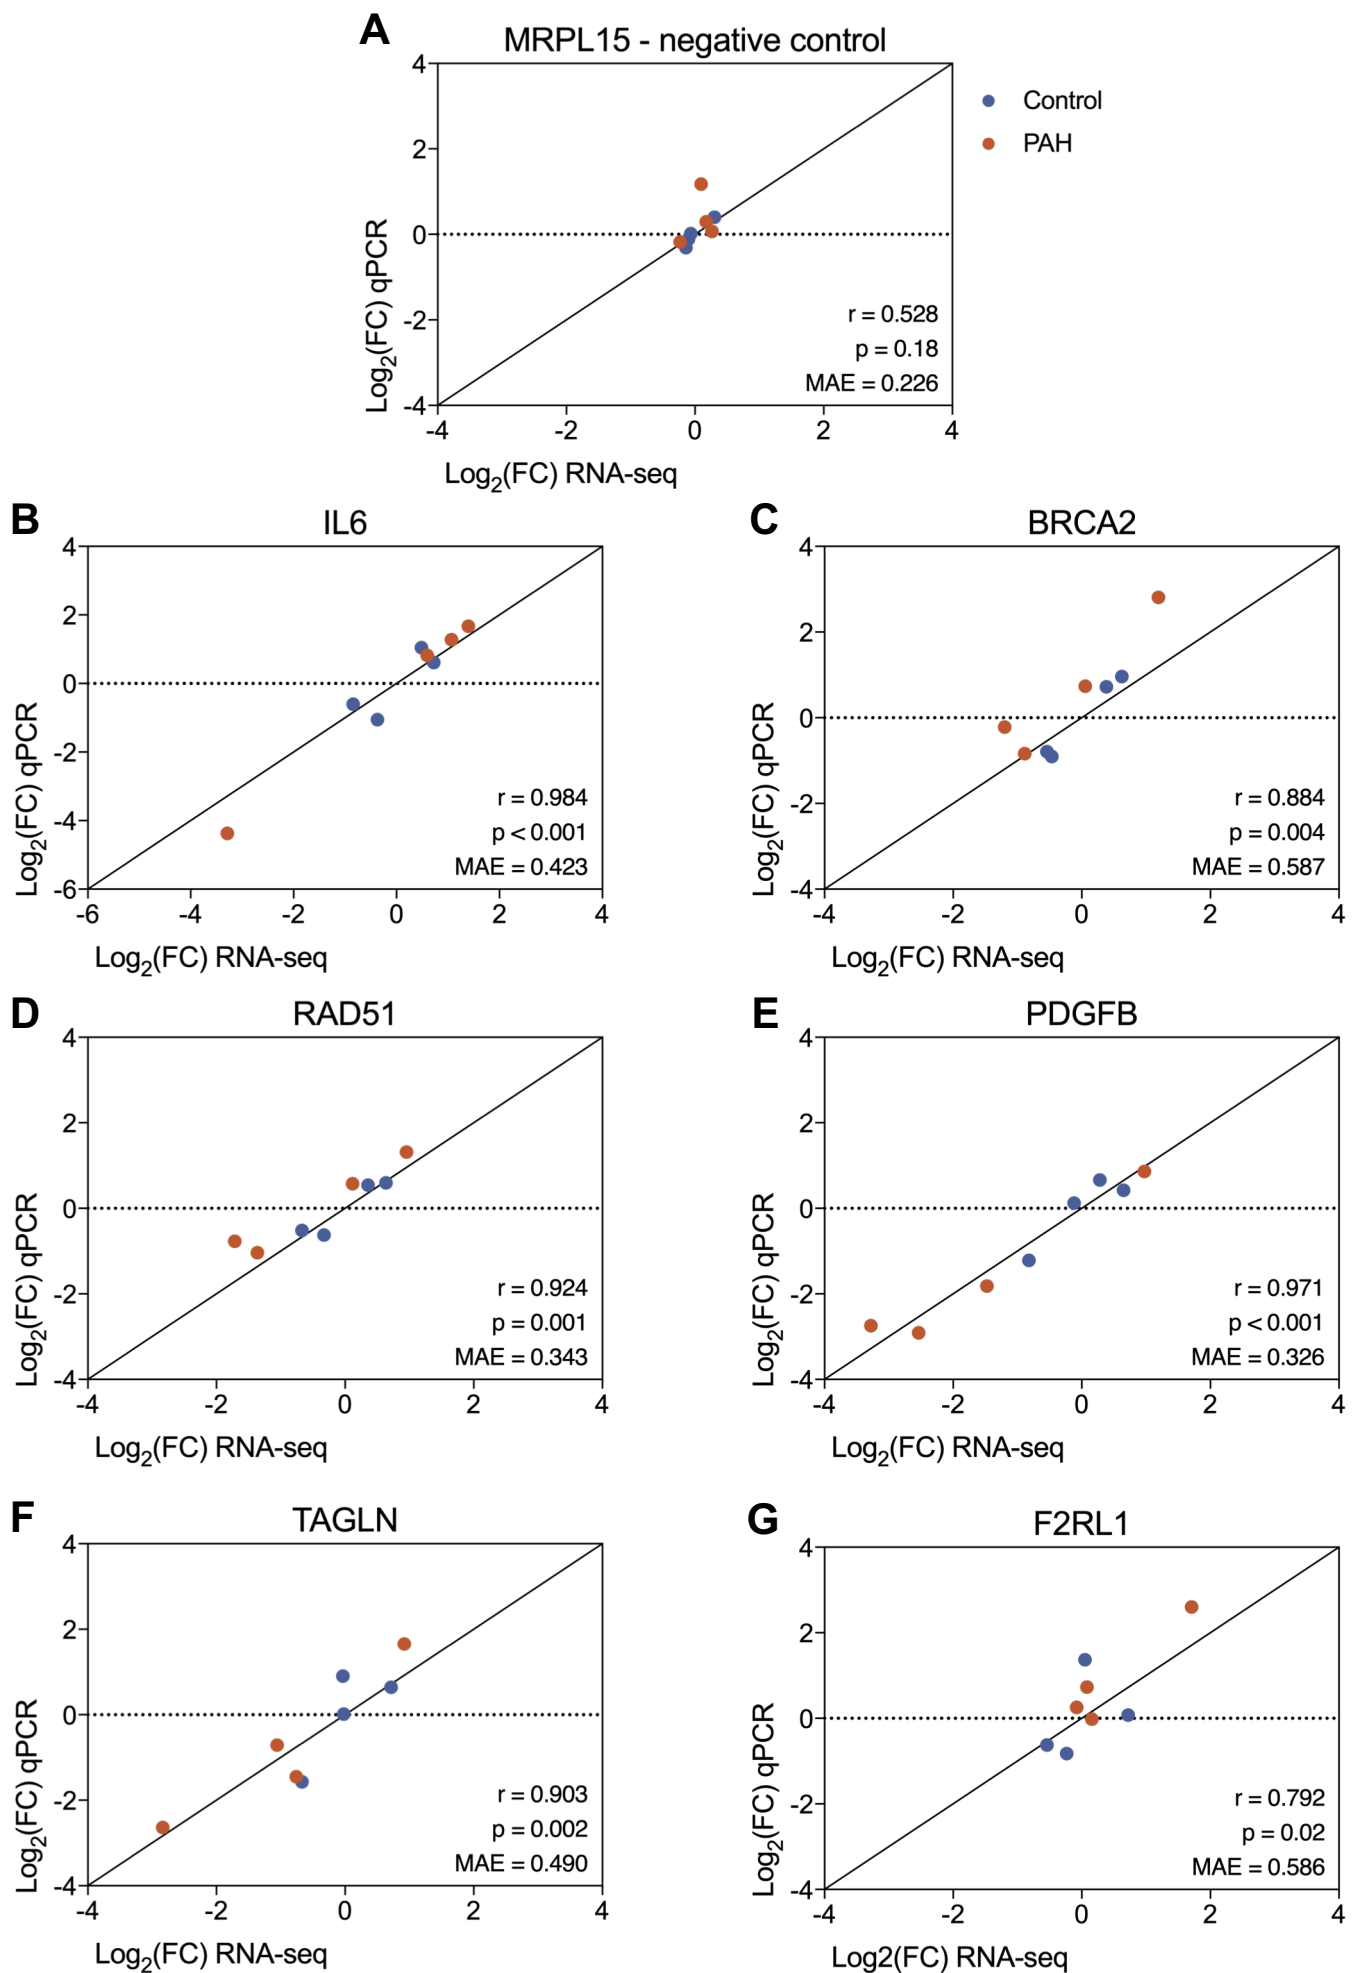 A
MRPL15 - negative control
Control
PAH
4
2
0
-2
-4
Log2(FC) qPCR
r = 0.528
p = 0.18
MAE = 0.226
-4 -2 0 2 4
Log2(FC) RNA-seq
B
IL6
4
2
0
-2
-4
-6
Log2(FC) qPCR
r = 0.984
p < 0.001
MAE = 0.423
-6 -4 -2 0 2 4
Log2(FC) RNA-seq
C
BRCA2
4
2
0
-2
-4
Log2(FC) qPCR
r = 0.884
p = 0.004
MAE = 0.587
-4 -2 0 2 4
Log2(FC) RNA-seq
D
RAD51
4
2
0
-2
-4
Log2(FC) qPCR
r = 0.924
p = 0.001
MAE = 0.343
-4 -2 0 2 4
Log2(FC) RNA-seq
E
PDGFB
4
2
0
-2
-4
Log2(FC) qPCR
r = 0.971
p < 0.001
MAE = 0.326
-4 -2 0 2 4
Log2(FC) RNA-seq
F
TAGLN
4
2
0
-2
-4
Log2(FC) qPCR
r = 0.903
p = 0.002
MAE = 0.490
-4 -2 0 2 4
Log2(FC) RNA-seq
G
F2RL1
4
2
0
-2
-4
Log2(FC) qPCR
r = 0.792
p = 0.02
MAE = 0.586
-4 -2 0 2 4
Log2(FC) RNA-seq